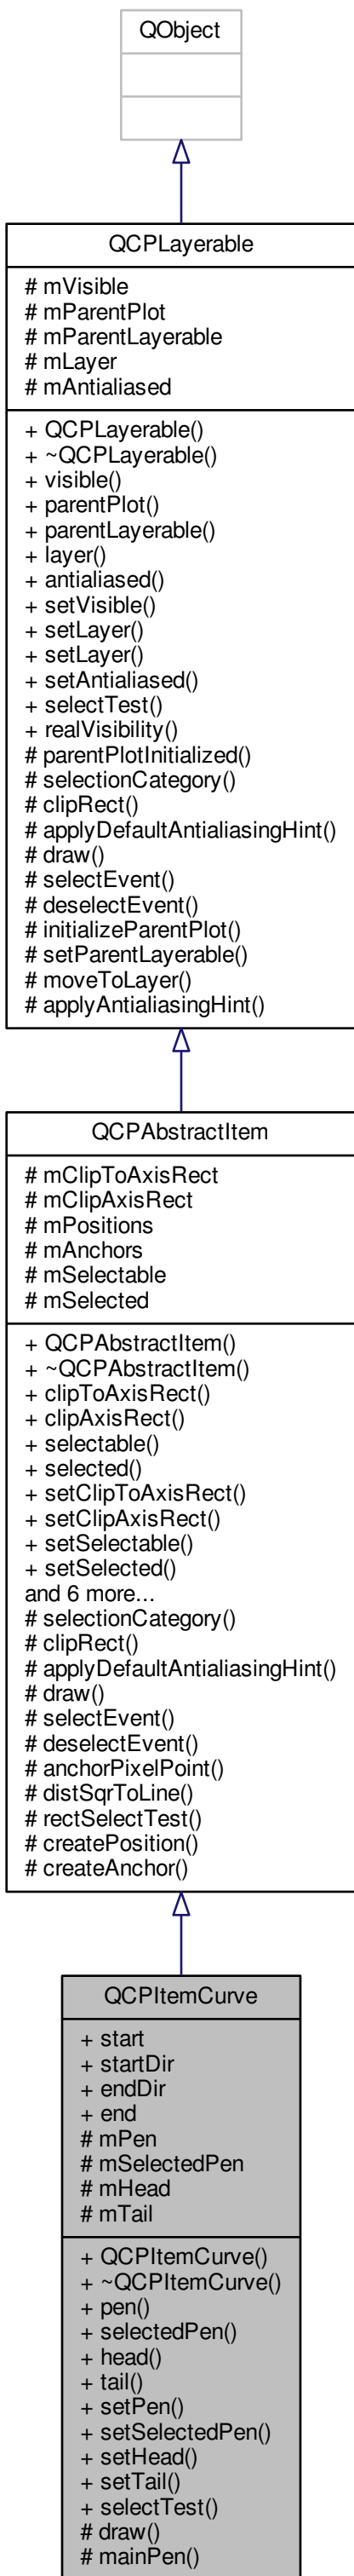 QObject
QCPLayerable
# mVisible
# mParentPlot
# mParentLayerable
# mLayer
# mAntialiased
+ QCPLayerable()
+ ~QCPLayerable()
+ visible()
+ parentPlot()
+ parentLayerable()
+ layer()
+ antialiased()
+ setVisible()
+ setLayer()
+ setLayer()
+ setAntialiased()
+ selectTest()
+ realVisibility()
# parentPlotInitialized()
# selectionCategory()
# clipRect()
# applyDefaultAntialiasingHint()
# draw()
# selectEvent()
# deselectEvent()
# initializeParentPlot()
# setParentLayerable()
# moveToLayer()
# applyAntialiasingHint()
QCPAbstractItem
# mClipToAxisRect
# mClipAxisRect
# mPositions
# mAnchors
# mSelectable
# mSelected
+ QCPAbstractItem()
+ ~QCPAbstractItem()
+ clipToAxisRect()
+ clipAxisRect()
+ selectable()
+ selected()
+ setClipToAxisRect()
+ setClipAxisRect()
+ setSelectable()
+ setSelected()
and 6 more...
# selectionCategory()
# clipRect()
# applyDefaultAntialiasingHint()
# draw()
# selectEvent()
# deselectEvent()
# anchorPixelPoint()
# distSqrToLine()
# rectSelectTest()
# createPosition()
# createAnchor()
QCPItemCurve
+ start
+ startDir
+ endDir
+ end
# mPen
# mSelectedPen
# mHead
# mTail
+ QCPItemCurve()
+ ~QCPItemCurve()
+ pen()
+ selectedPen()
+ head()
+ tail()
+ setPen()
+ setSelectedPen()
+ setHead()
+ setTail()
+ selectTest()
# draw()
# mainPen()